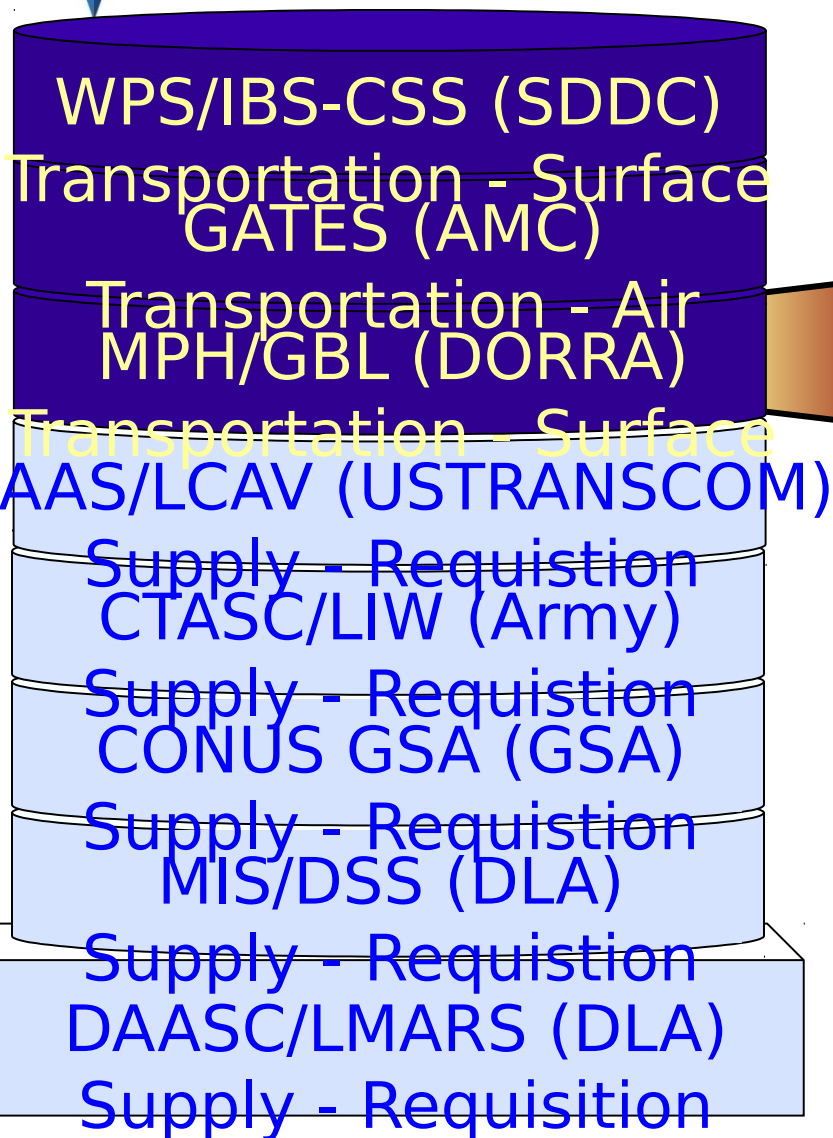 WPS/IBS-CSS (SDDC)
Transportation - Surface
GATES (AMC)
Transportation - Air
MPH/GBL (DORRA)
Transportation - Surface
AAS/LCAV (USTRANSCOM)
Supply - Requistion
CTASC/LIW (Army)
Supply - Requistion
CONUS GSA (GSA)
Supply - Requistion
MIS/DSS (DLA)
Supply - Requistion
DAASC/LMARS (DLA)
Supply - Requisition